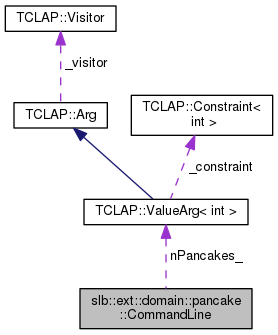 TCLAP::Visitor
_visitor
TCLAP::Arg
TCLAP::Constraint<
int >
_constraint
TCLAP::ValueArg< int >
nPancakes_
slb::ext::domain::pancake
::CommandLine